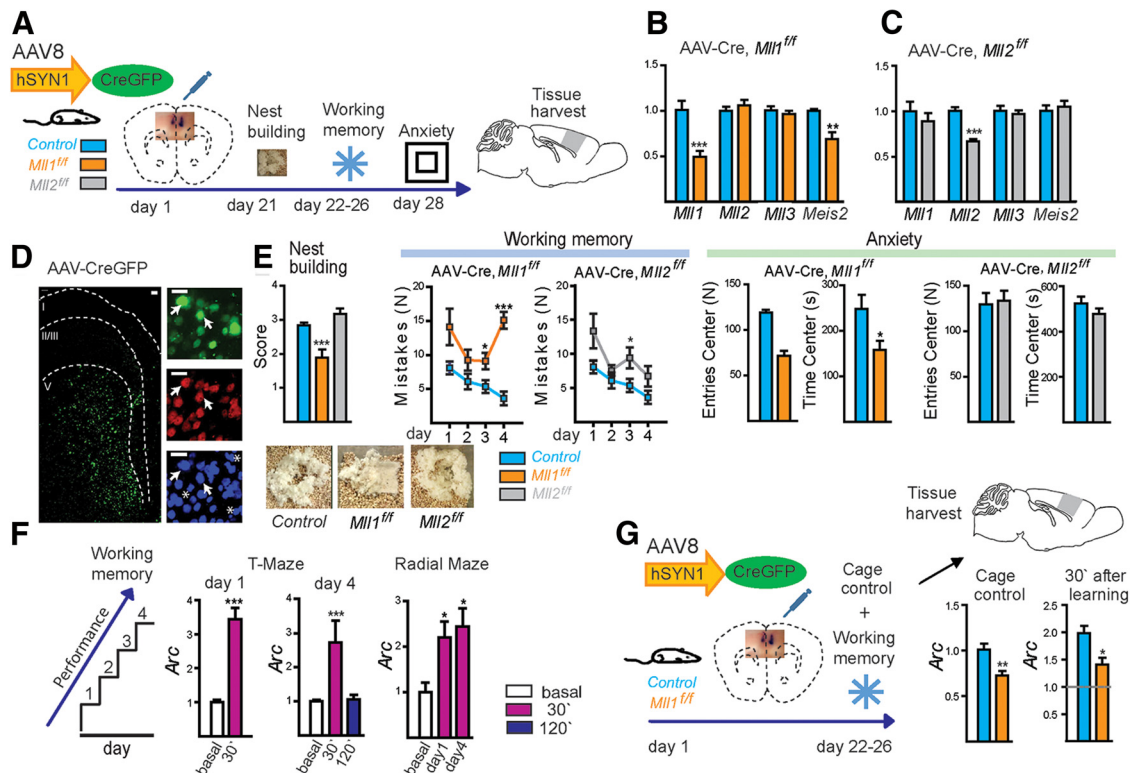 A
AAV8
hSYN1
CreGFP
Control
Mll1f/f
Mll2f/f
Nest
building
Working
memory
Anxiety
Tissue
harvest
day 1
day 21
day 22-26
day 28
B
AAV-Cre, Mll1f/f
1.5
1.0
0.5
***
**
Mll1
Mll2
Mll3
Meis2
C
AAV-Cre, Mll2f/f
1.5
1.0
0.5
***
Mll1
Mll2
Mll3
Meis2
D
AAV-CreGFP
I
II/III
V
*
*
*
E
Nest
building
Score
4
3
2
1
***
Control
Mll1f/f
Mll2f/f
Working memory
AAV-Cre, Mll1f/f
Mistakes (N)
20
15
10
5
*
***
day
1 2 3 4
AAV-Cre, Mll2f/f
Mistakes (N)
20
15
10
5
*
day
1 2 3 4
Control
Mll1f/f
Mll2f/f
Anxiety
AAV-Cre, Mll1f/f
Entries Center (N)
150
100
50
Time Center (s)
300
200
100
*
AAV-Cre, Mll2f/f
Entries Center (N)
150
100
50
Time Center (s)
600
400
200
F
Working
memory
Performance
1
2
3
4
day
T-Maze
day 1
Arc
4
3
2
1
***
basal
30`
day 4
Arc
4
3
2
1
***
basal
30`
120`
Radial Maze
Arc
3
2
1
*
*
basal
day1
day4
basal
30`
120`
G
AAV8
hSYN1
CreGFP
Control
Mll1f/f
Cage
control
+
Working
memory
day 1
day 22-26
Tissue
harvest
Cage
control
Arc
1.5
1.0
0.5
**
30` after
learning
Arc
2.5
2.0
1.5
1.0
0.5
*